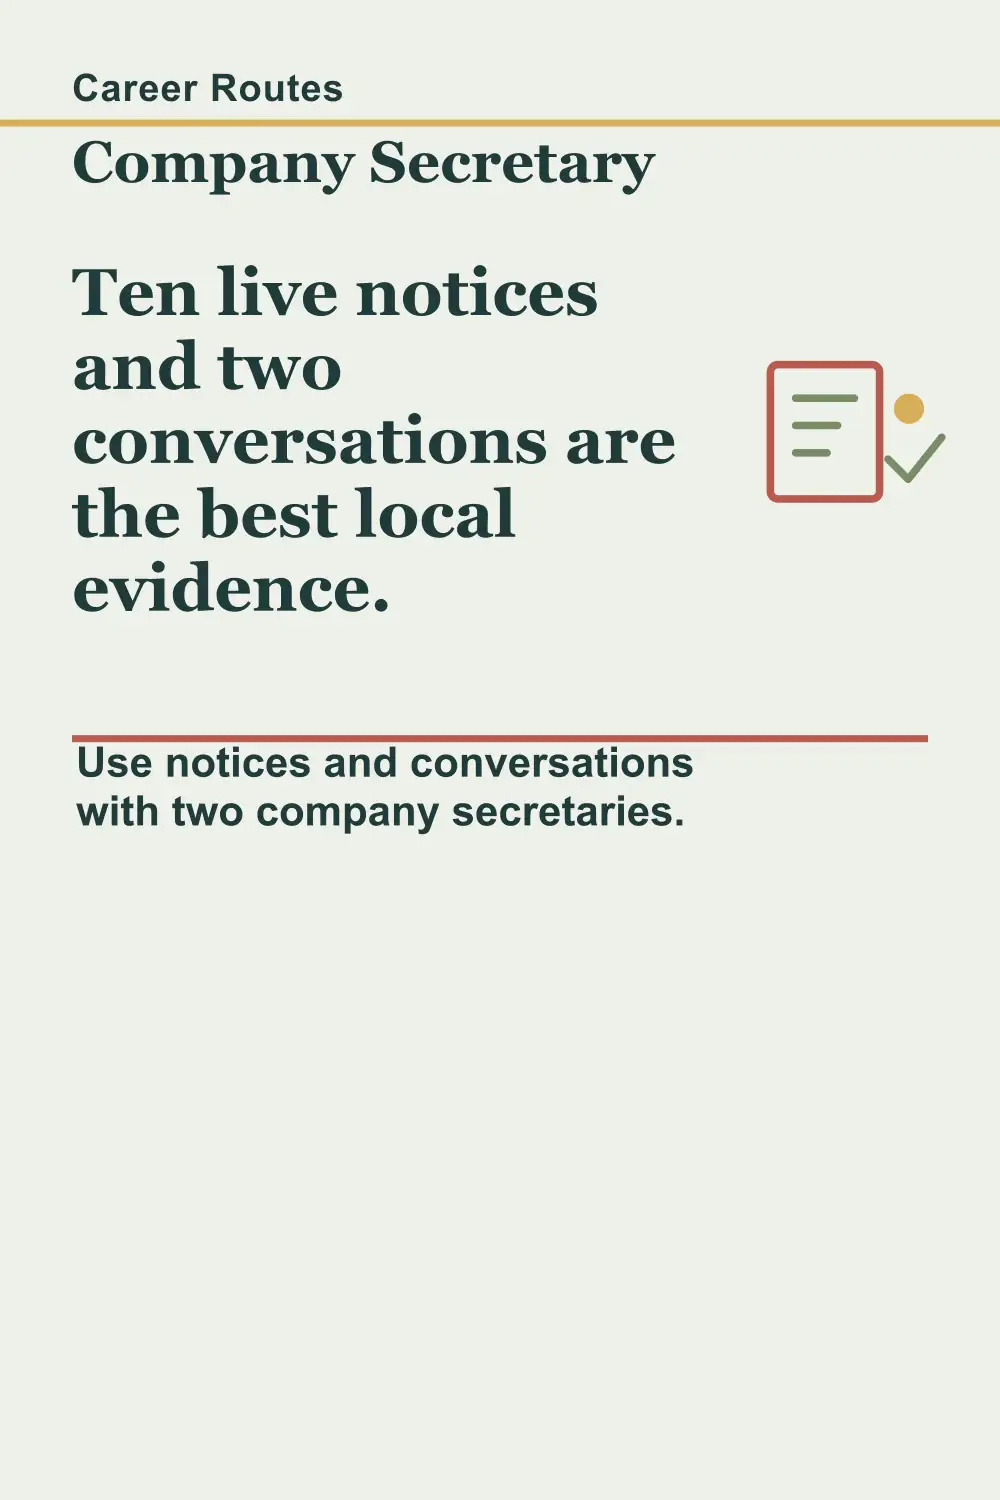 Career Routes
Company Secretary
Ten live notices
and two
conversations are
the best local
evidence.
Use notices and conversations
with two company secretaries.